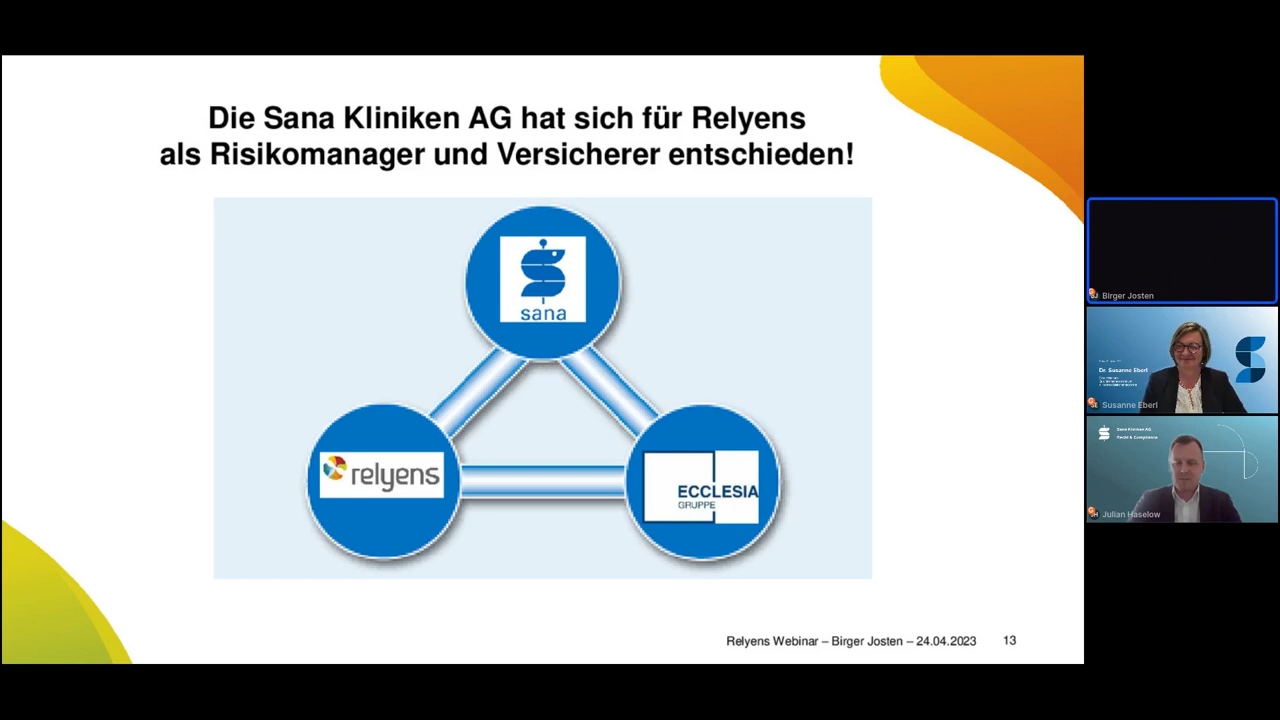 Die Sana Kliniken AG hat sich für Relyens
als Risikomanager und Versicherer entschieden!
sana
relyens
ECCLESIA
GRUPPE
Relyens Webinar – Birger Josten – 24.04.2023
13
Birger Josten
Dr. Susanne Eberl
Susanne Eberl
Sana Kliniken AG
Recht & Compliance
Julian Haselow